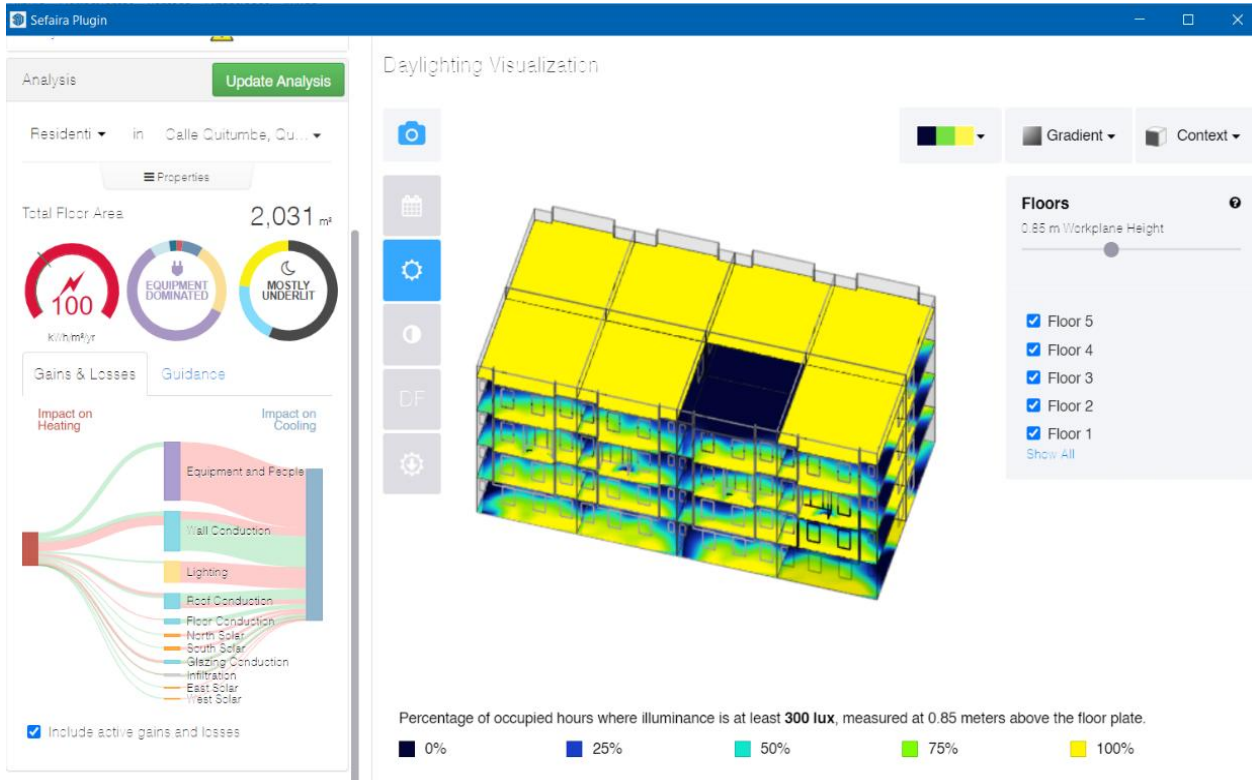 Sefaira Plugin
Analysis
Update Analysis
Residenti
in
Calle Quitumbe, Qu...
Properties
Total Floor Area
2,031 m²
100
kWh/m²/yr
EQUIPMENT
DOMINATED
MOSTLY
UNDERLIT
Gains & Losses
Guidance
Impact on
Heating
Impact on
Cooling
Equipment and People
Wall Conduction
Lighting
Roof Conduction
Floor Conduction
North Solar
South Solar
Glazing Conduction
Infiltration
East Solar
West Solar
Include active gains and losses
Daylighting Visualization
Gradient
Context
DF
Floors
0.85 m Workplane Height
Floor 5
Floor 4
Floor 3
Floor 2
Floor 1
Show All
Percentage of occupied hours where illuminance is at least 300 lux, measured at 0.85 meters above the floor plate.
0%
25%
50%
75%
100%